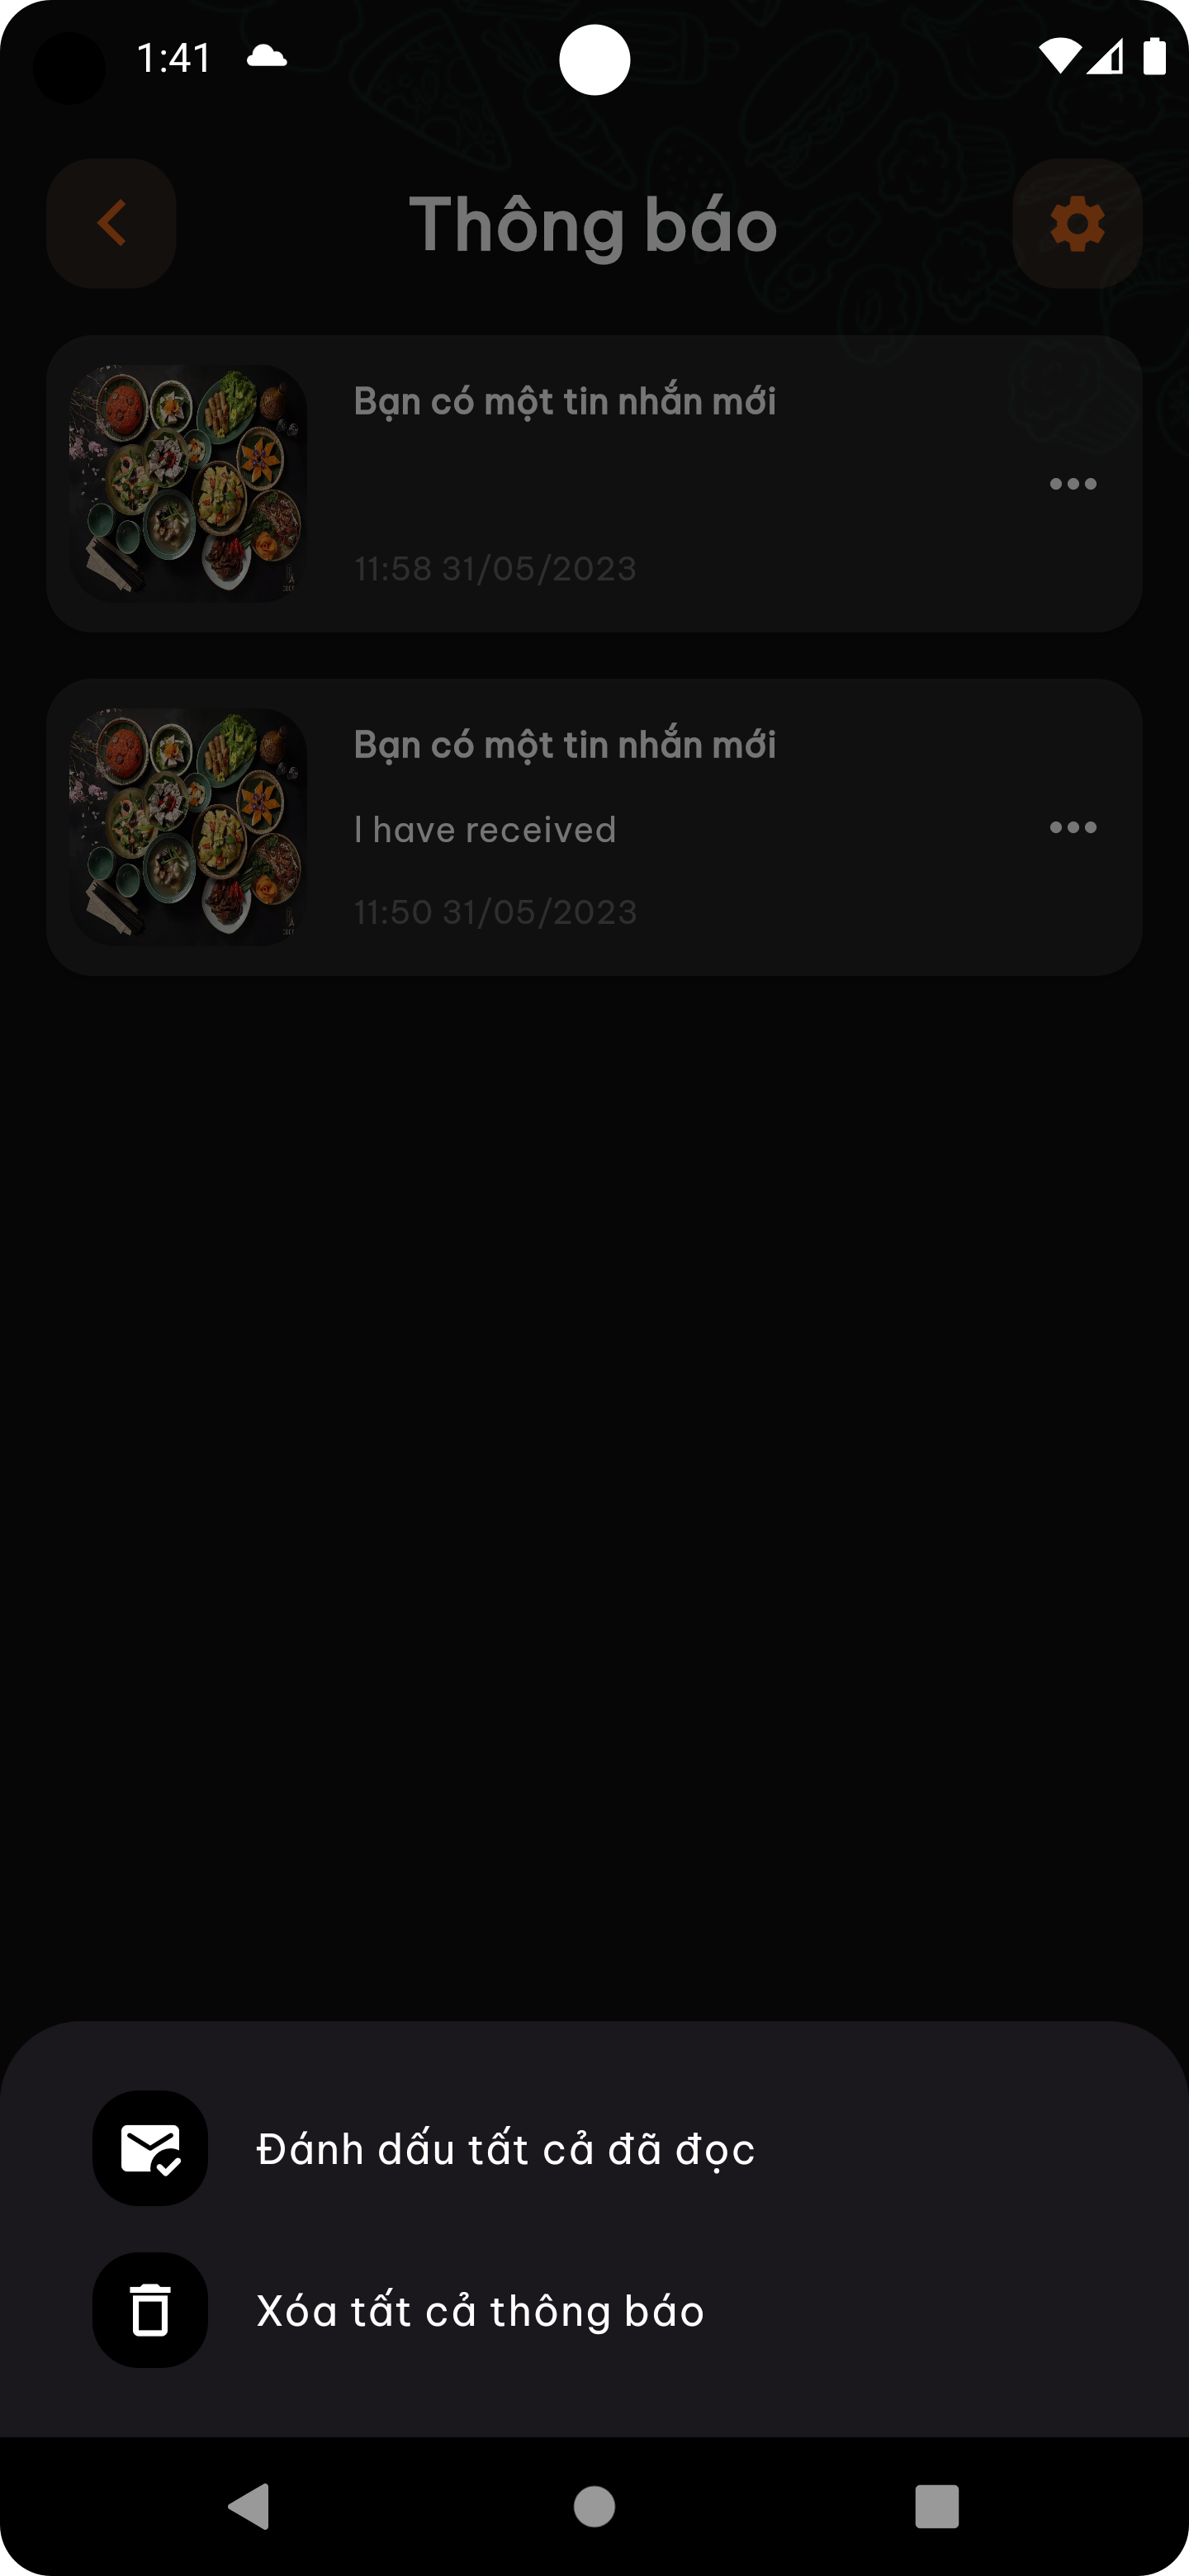 1:41
Thông báo
Bạn có một tin nhắn mới
11:58 31/05/2023
Bạn có một tin nhắn mới
I have received
11:50 31/05/2023
Đánh dấu tất cả đã đọc
Xóa tất cả thông báo